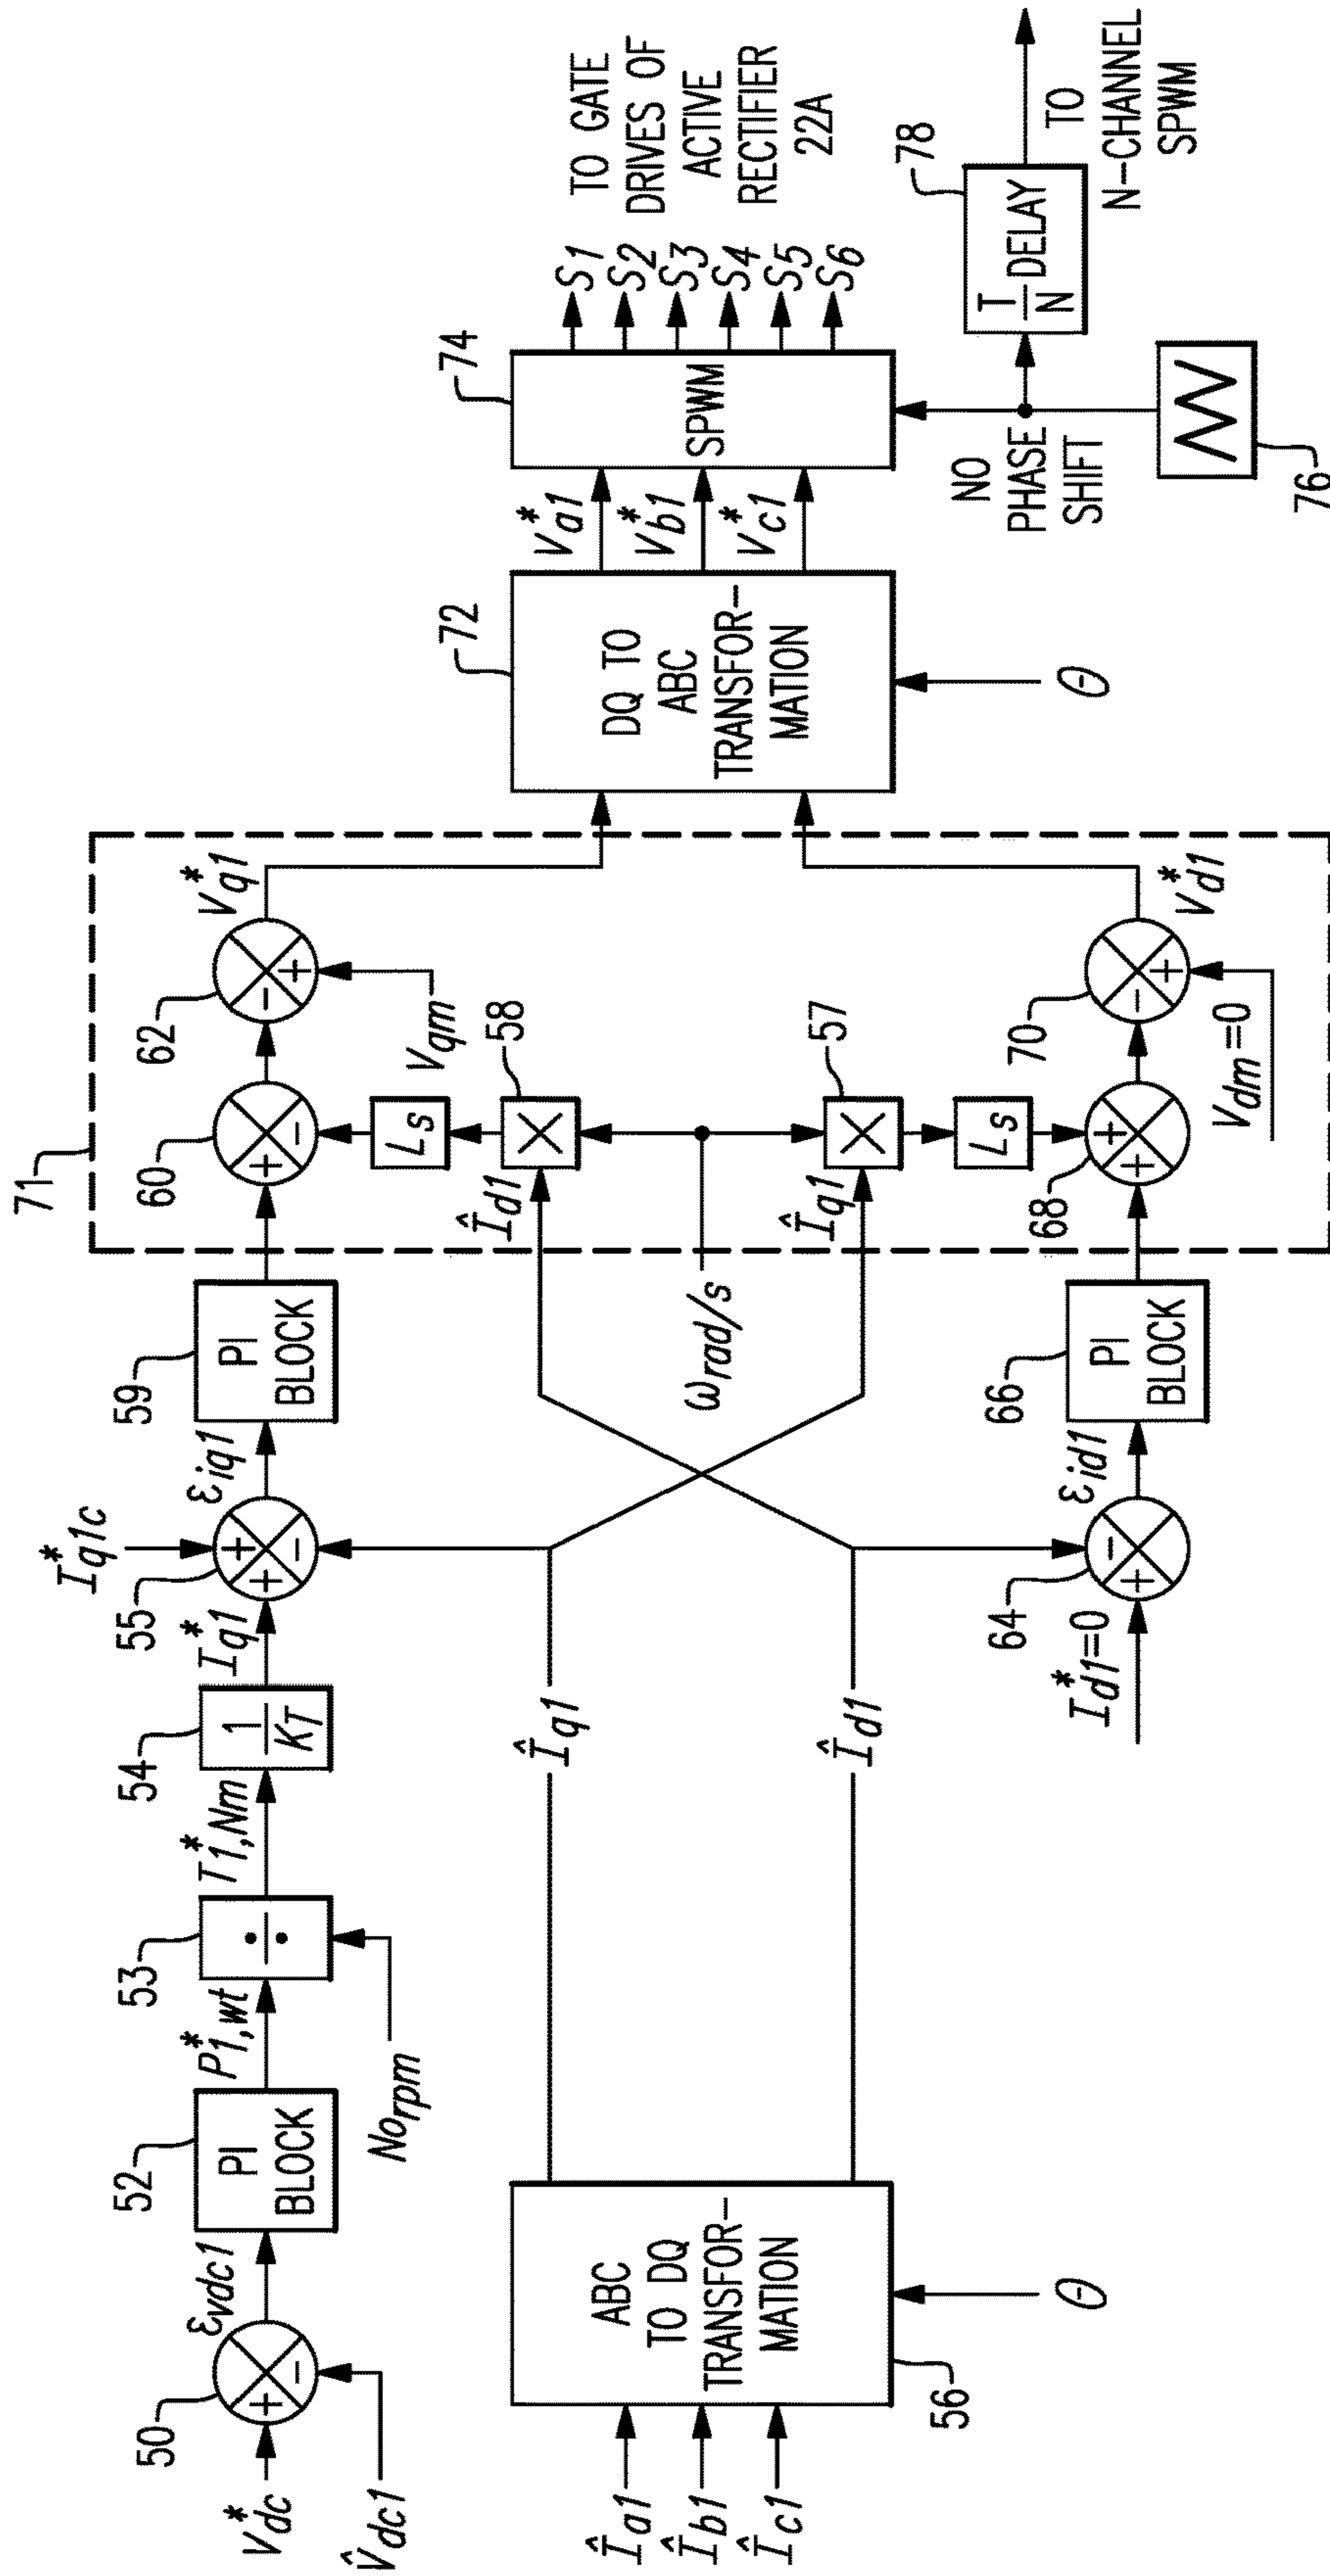 50
V*dc
V̂dc1
εvdc1
52
PI
BLOCK
P*1,wt
53
÷
No rpm
T*1,Nm
54
1
KT
I*q1
55
I*q1c
εiq1
59
PI
BLOCK
71
60
LS
58
Îd1
62
Vqm
V*q1
Îa1
Îb1
Îc1
ABC
TO DQ
TRANSFOR-
MATION
56
θ
Îq1
Îd1
ωrad/s
Îq1
57
LS
I*d1=0
64
εid1
66
PI
BLOCK
68
70
Vdm=0
V*d1
72
DQ TO
ABC
TRANSFOR-
MATION
θ
V*a1
V*b1
V*c1
74
SPWM
S1
S2
S3
S4
S5
S6
TO GATE
DRIVES OF
ACTIVE
RECTIFIER
22A
NO
PHASE
SHIFT
76
78
T
N
DELAY
TO
N-CHANNEL
SPWM